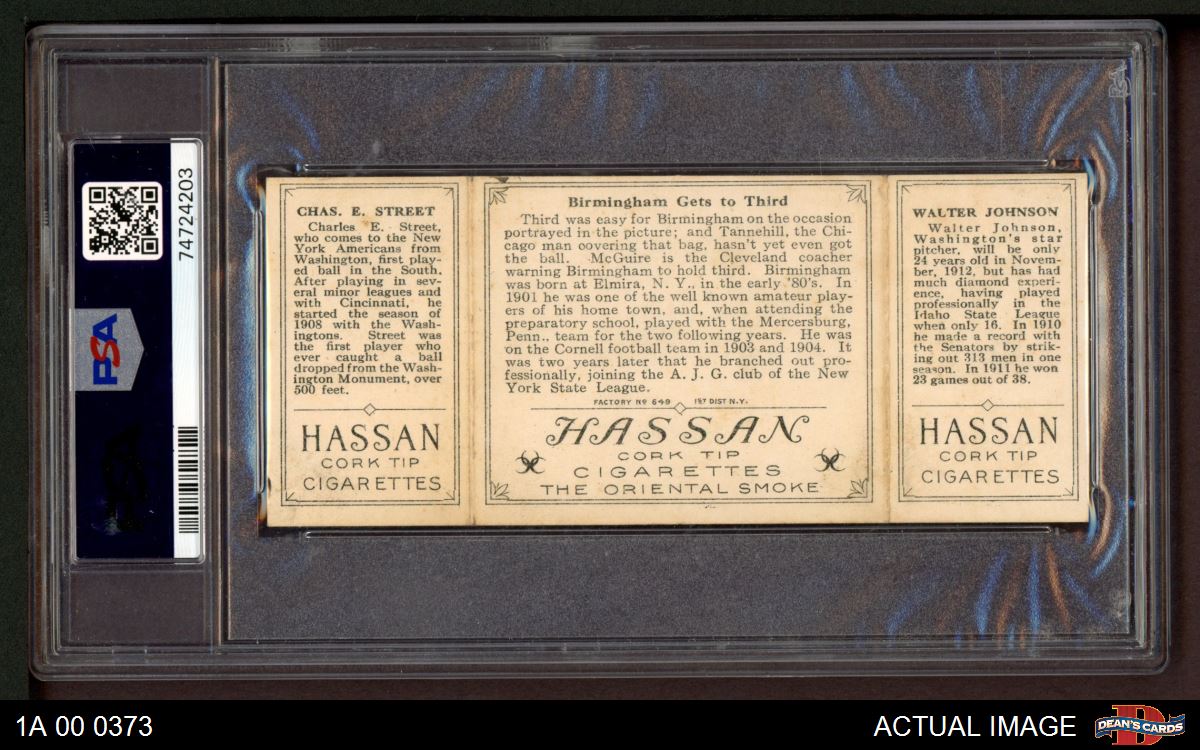 74724203
PSA
CHAS. E. STREET
Charles E. Street,
who comes to the New
York Americans from
Washington, first play-
ed ball in the South.
After playing in sev-
eral minor leagues and
with Cincinnati, he
started the season of
1908 with the Wash-
ingtons. Street was
the first player who
ever caught a ball
dropped from the Wash-
ington Monument, over
500 feet.
HASSAN
CORK TIP
CIGARETTES
Birmingham Gets to Third
Third was easy for Birmingham on the occasion
portrayed in the picture; and Tannehill, the Chi-
cago man covering that bag, hasn't yet even got
the ball. McGuire is the Cleveland coacher
warning Birmingham to hold third. Birmingham
was born at Elmira, N. Y., in the early '80's. In
1901 he was one of the well known amateur play-
ers of his home town, and, when attending the
preparatory school, played with the Mercersburg,
Penn., team for the two following years. He was
on the Cornell football team in 1903 and 1904. It
was two years later that he branched out pro-
fessionally, joining the A. J. G. club of the New
York State League.
FACTORY Nº 649 1ST DIST N.Y.
HASSAN
CORK TIP
CIGARETTES
THE ORIENTAL SMOKE
WALTER JOHNSON
Walter Johnson,
Washington's star
pitcher, will be only
24 years old in Novem-
ber, 1912, but has had
much diamond experi-
ence, having played
professionally in the
Idaho State League
when only 16. In 1910
he made a record with
the Senators by strik-
ing out 313 men in one
season. In 1911 he won
23 games out of 38.
HASSAN
CORK TIP
CIGARETTES
1A 00 0373
ACTUAL IMAGE
DEAN'S CARDS